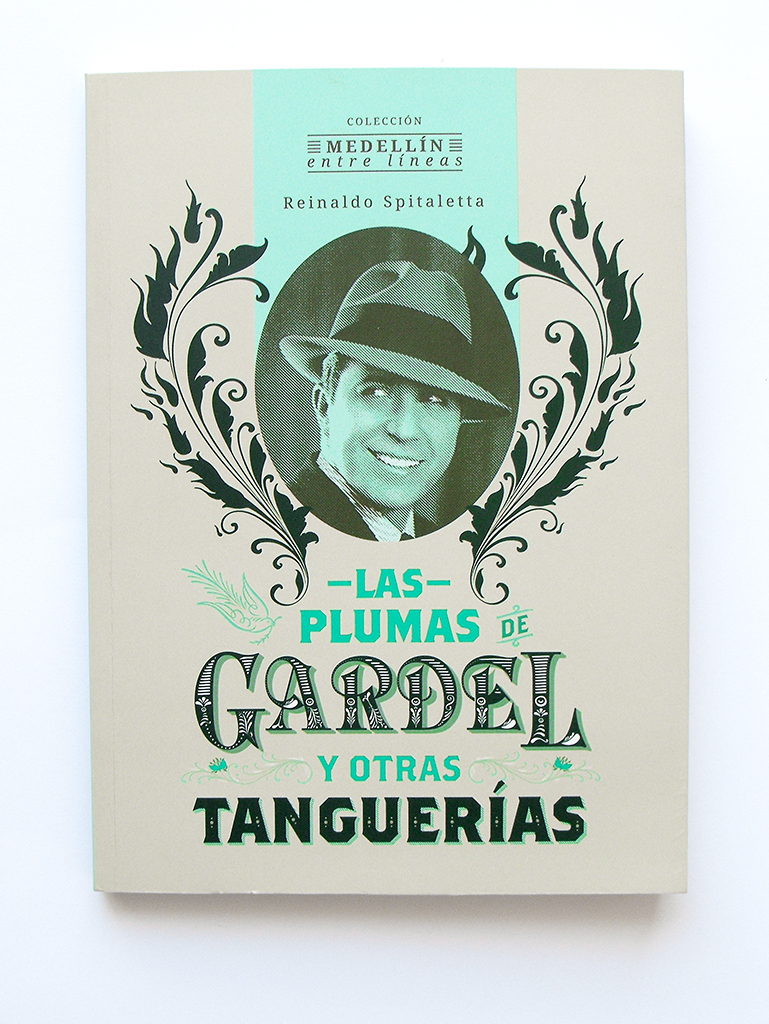 COLECCIÓN
MEDELLÍN
entre líneas
Reinaldo Spitaletta
–LAS–
PLUMAS DE
GARDEL
Y OTRAS
TANGUERÍAS